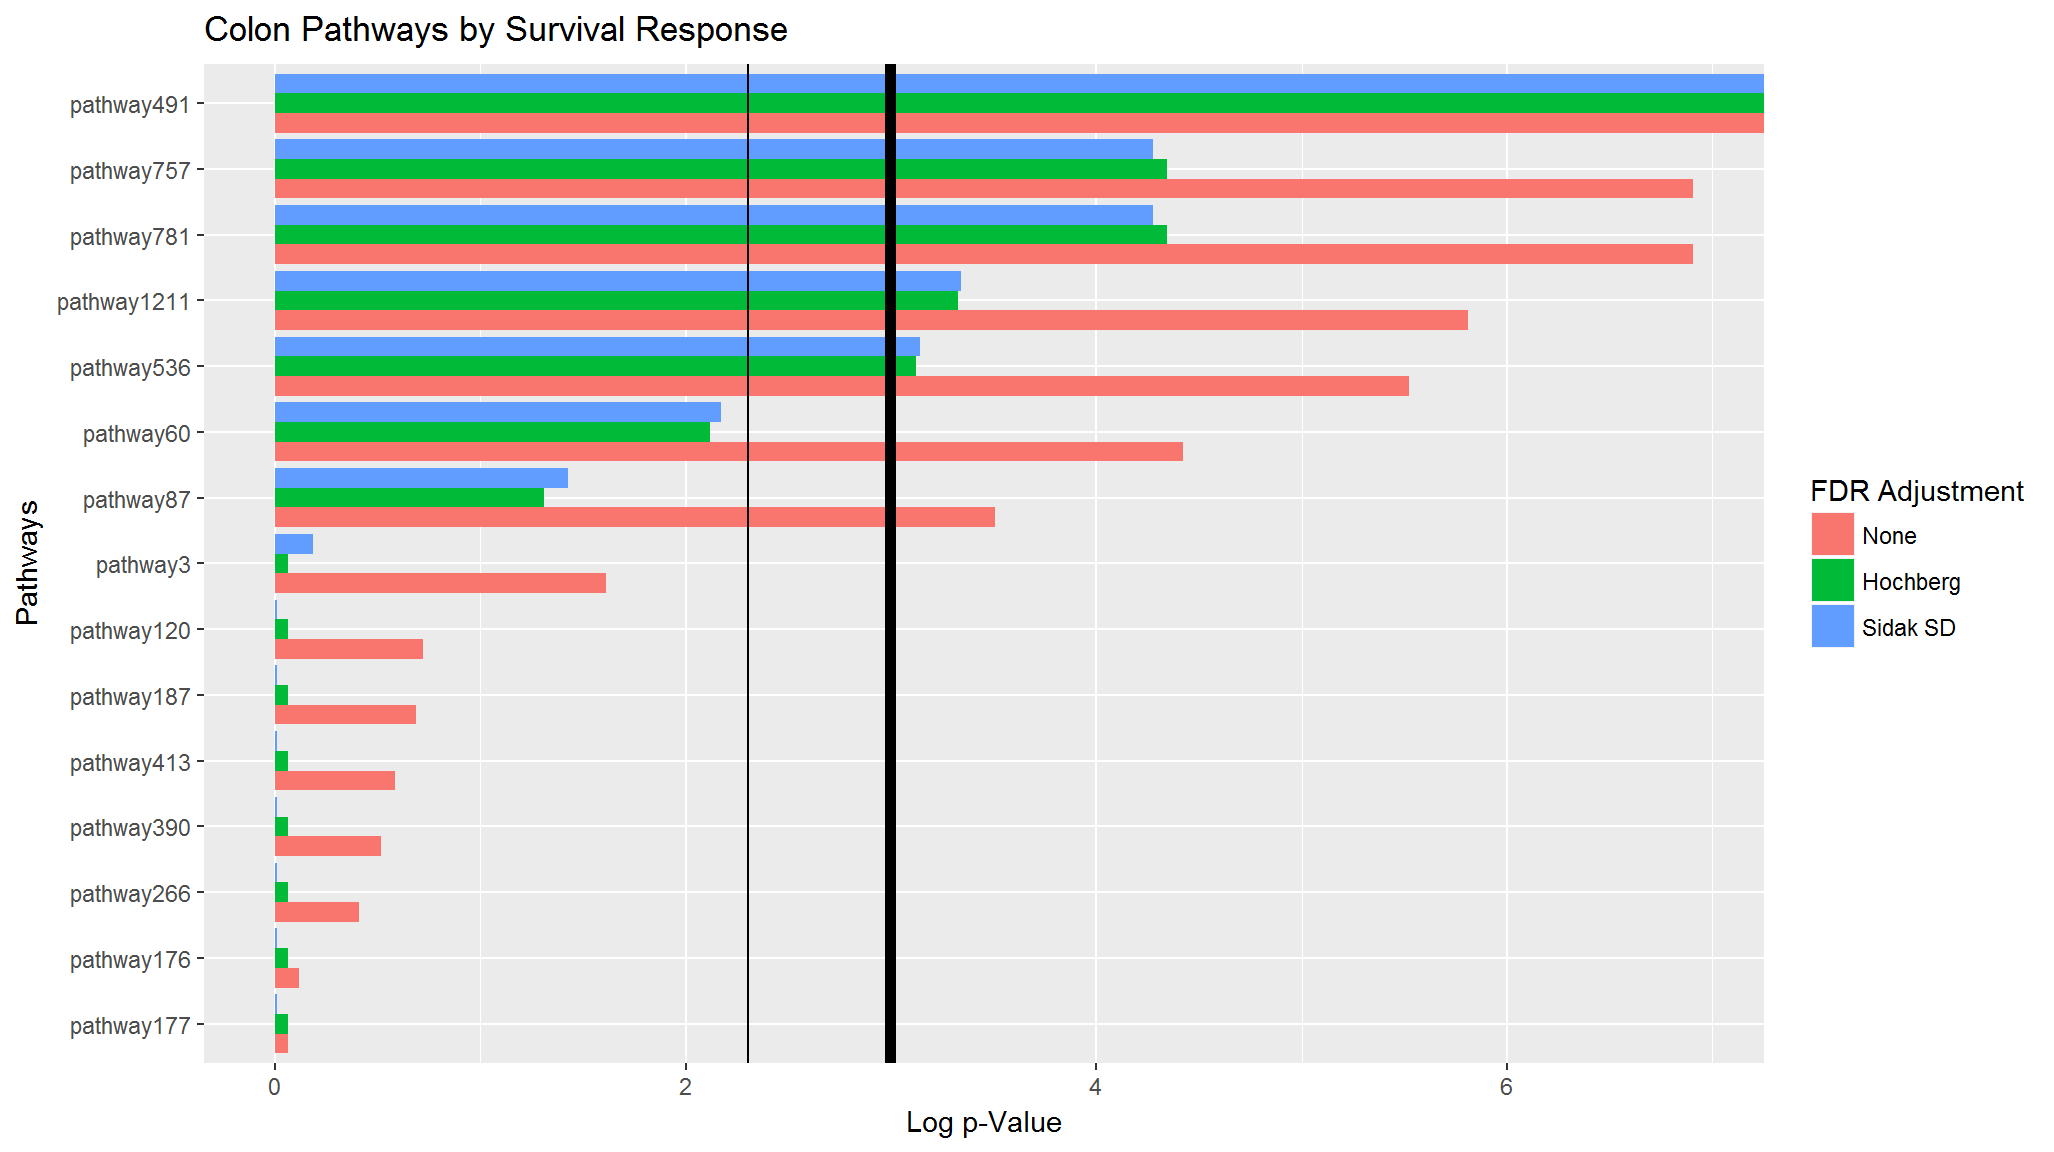 Colon Pathways by Survival Response
pathway491
pathway757
pathway781
pathway1211
pathway536
pathway60
pathway87
pathway3
pathway120
pathway187
pathway413
pathway390
pathway266
pathway176
pathway177
Pathways
0 2 4 6
Log p-Value
FDR Adjustment
None
Hochberg
Sidak SD